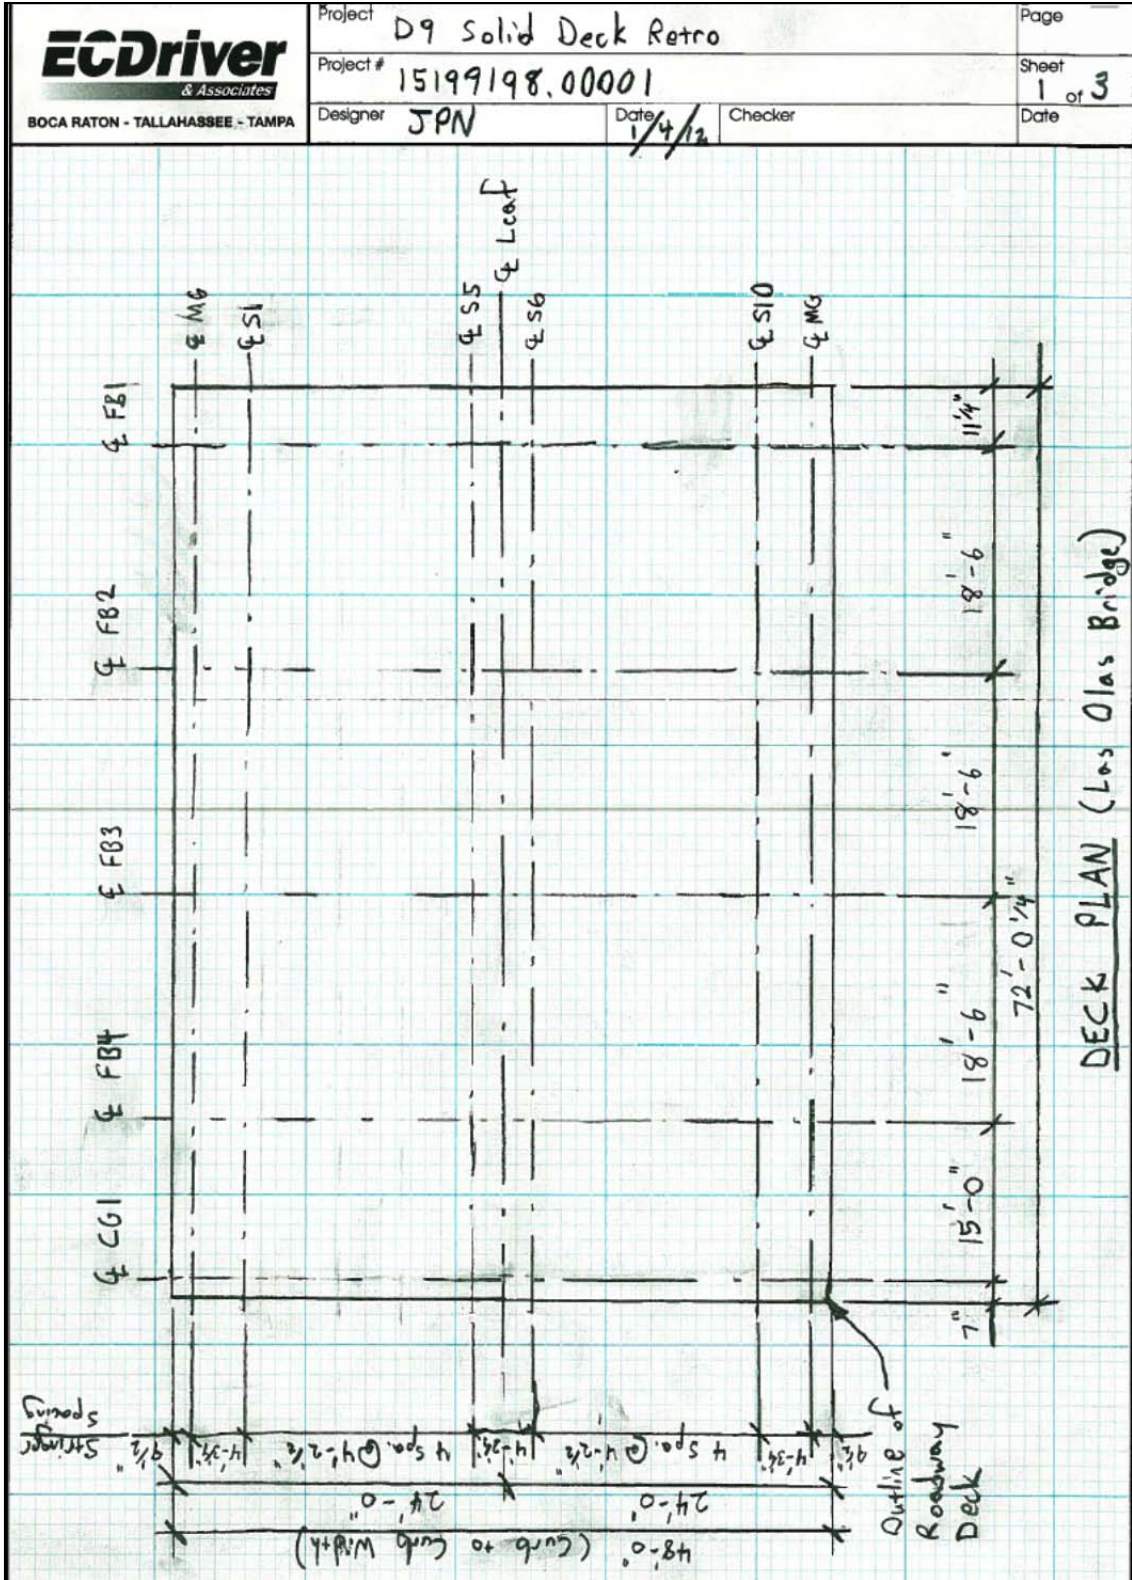 ECDriver
& Associates
BOCA RATON - TALLAHASSEE - TAMPA
Project D9 Solid Deck Retro
Page
Project # 15199198.00001
Sheet 1 of 3
Designer JPN
Date 1/4/12
Checker
Date
℄ MG
℄ S1
℄ S5
℄ Leaf
℄ S6
℄ S10
℄ MG
℄ FB1
℄ FB2
℄ FB3
℄ FB4
℄ CG1
11¼"
18'-6"
18'-6"
18'-6"
15'-0"
7"
72'-0¼"
DECK PLAN (Las Olas Bridge)
Stringer
Spacing
9½"
4'-3¾"
4 Spa. @ 4'-2½"
4 Spa. @ 4'-2½"
4'-3¾"
9½"
24'-0"
24'-0"
48'-0" (Curb to Curb Width)
Outline of
Roadway
Deck